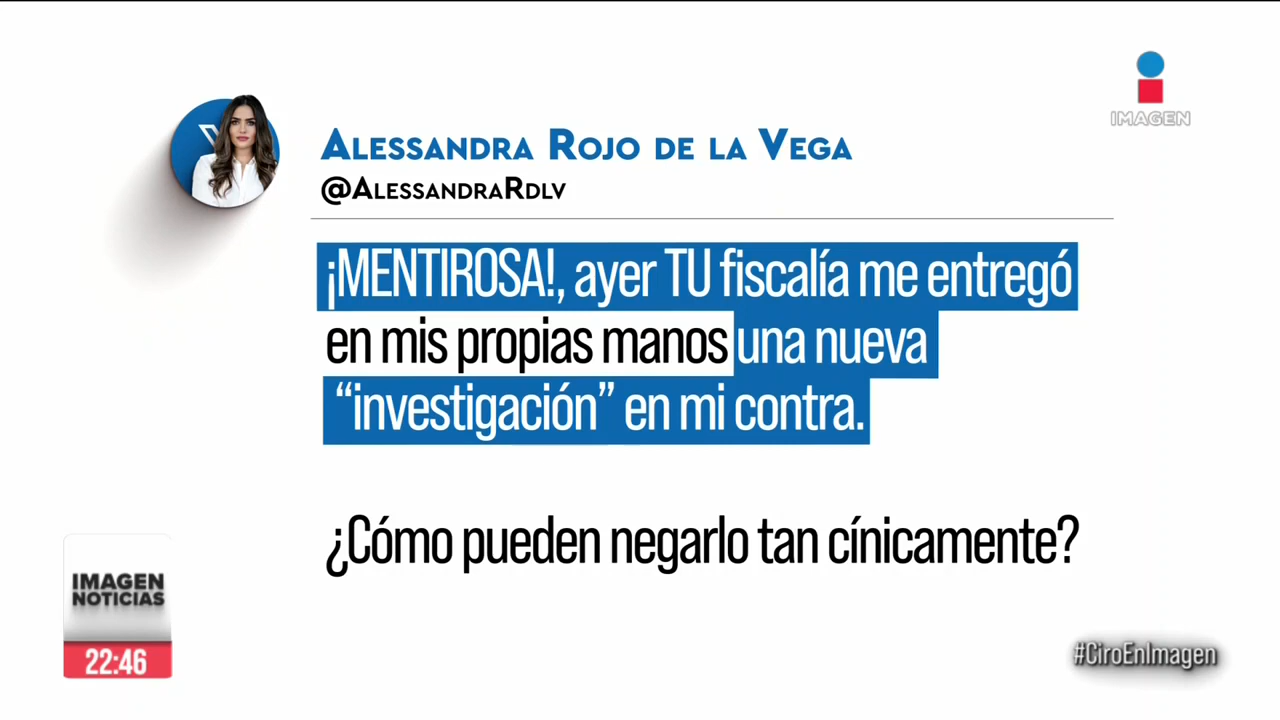 IMAGEN
ALESSANDRA ROJO DE LA VEGA
@ALESSANDRARDLV
¡MENTIROSA!, ayer TU fiscalía me entregó
en mis propias manos una nueva
“investigación” en mi contra.
¿Cómo pueden negarlo tan cínicamente?
IMAGEN
NOTICIAS
22:46
#CiroEnImagen